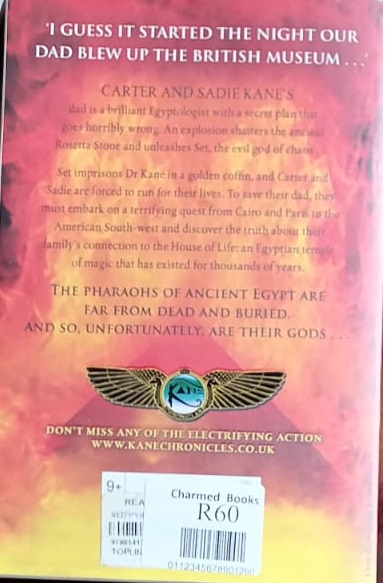 'I GUESS IT STARTED THE NIGHT OUR
DAD BLEW UP THE BRITISH MUSEUM . . .'
CARTER AND SADIE KANE'S
dad is a brilliant Egyptologist with a secret plan that
goes horribly wrong. An explosion shatters the ancient
Rosetta Stone and unleashes Set, the evil god of chaos.
Set imprisons Dr Kane in a golden coffin, and Carter and
Sadie are forced to run for their lives. To save their dad, they
must embark on a terrifying quest from Cairo and Paris to the
American South-west and discover the truth about their
family's connection to the House of Life: an Egyptian temple
of magic that has existed for thousands of years.
THE PHARAOHS OF ANCIENT EGYPT ARE
FAR FROM DEAD AND BURIED.
AND SO, UNFORTUNATELY, ARE THEIR GODS . . .
KANE
DON'T MISS ANY OF THE ELECTRIFYING ACTION
WWW.KANECHRONICLES.CO.UK
9+
REA
Charmed Books
R60
TOPLIN
0112345678901260